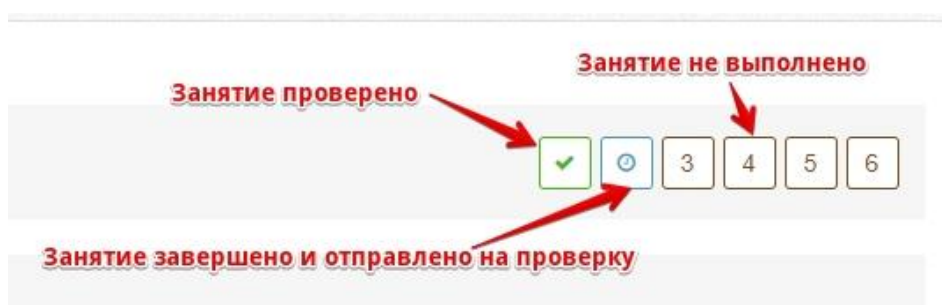 Занятие не выполнено
Занятие проверено
3 4 5 6
Занятие завершено и отправлено на проверку